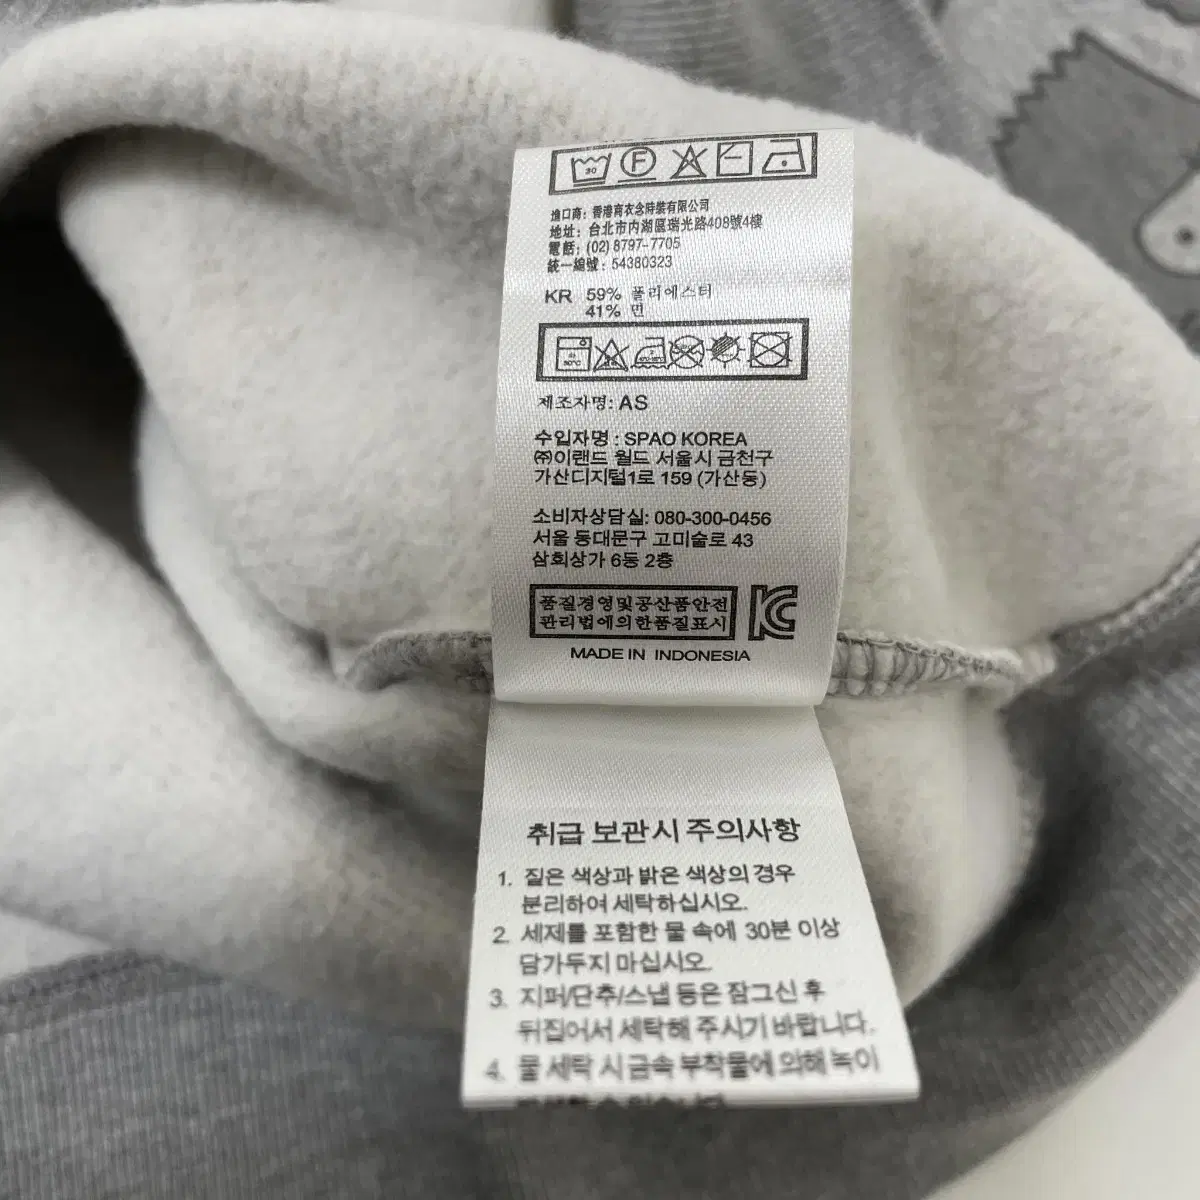 30 F
進口商: 香港商衣念時裝有限公司
地址: 台北市內湖區瑞光路408號4樓
電話: (02) 8797-7705
統一編號: 54380323
KR 59% 폴리에스터
41% 면
제조자명: AS
수입자명 : SPAO KOREA
㈜이랜드 월드 서울시 금천구
가산디지털1로 159 (가산동)
소비자상담실: 080-300-0456
서울 동대문구 고미술로 43
삼희상가 6동 2층
품질경영및공산품안전
관리법에의한품질표시
KC
MADE IN INDONESIA
취급 보관시 주의사항
1. 짙은 색상과 밝은 색상의 경우
분리하여 세탁하십시오.
2. 세제를 포함한 물 속에 30분 이상
담가두지 마십시오.
3. 지퍼/단추/스냅 등은 잠그신 후
뒤집어서 세탁해 주시기 바랍니다.
4. 물 세탁 시 금속 부착물에 의해 녹이